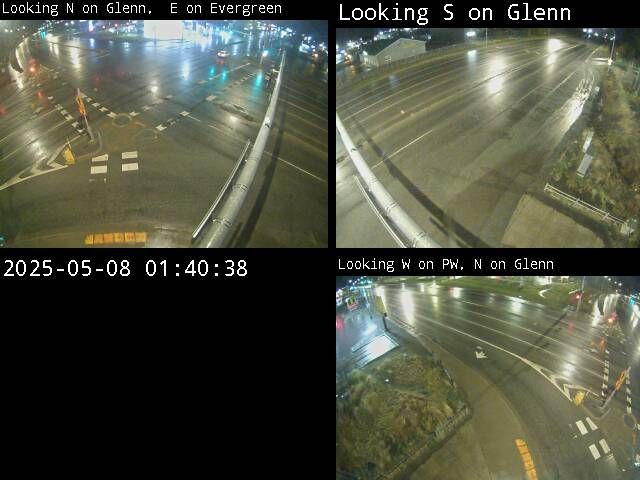 Looking N on Glenn, E on Evergreen
Looking S on Glenn
2025-05-08 01:40:38
Looking W on PW, N on Glenn